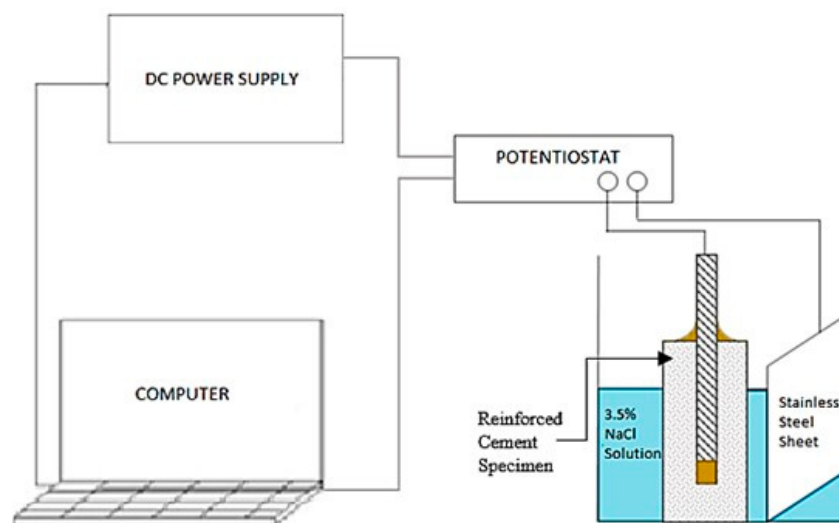 DC POWER SUPPLY
POTENTIOSTAT
COMPUTER
Reinforced
Cement
Specimen
3.5%
NaCl
Solution
Stainless
Steel
Sheet